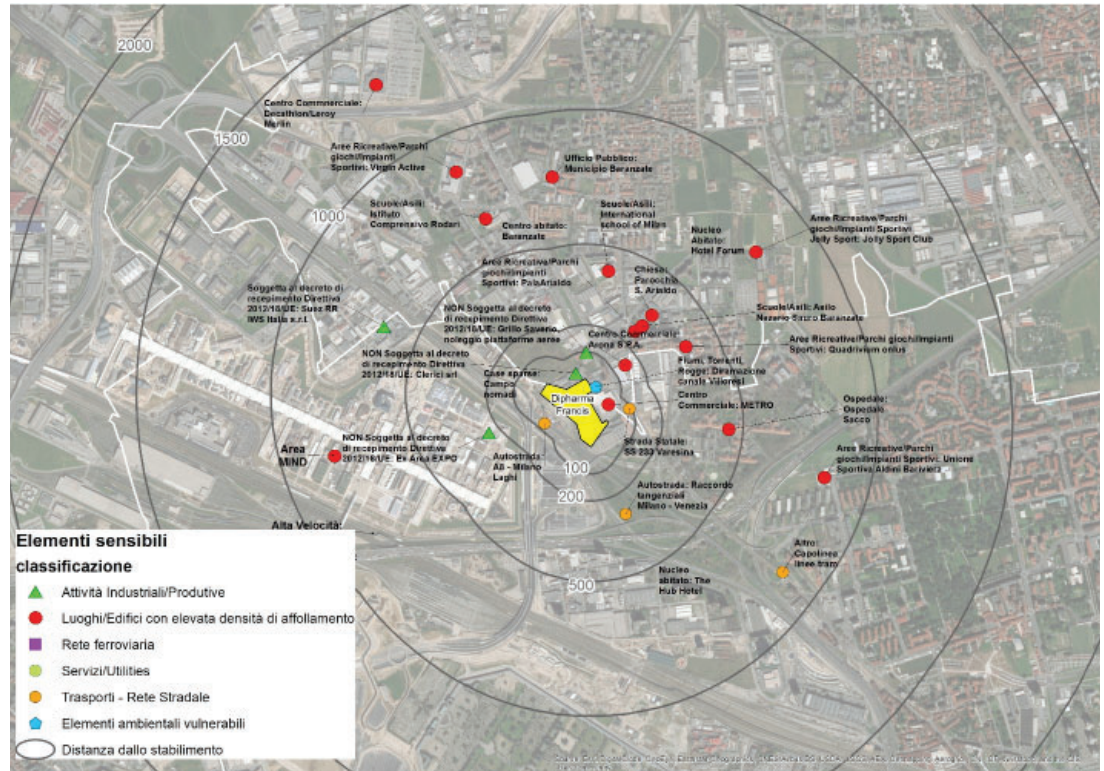 2000
1500
1000
Centro Commnerciale:
Decathlon/Leroy
Merlin
Aree Ricreative/Parchi
giochi/Impianti
Sportivi: Virgin Active
Ufficio Pubblico:
Municipio Baranzate
Scuole/Asili:
Istituto
Comprensivo Rodari
Centro abitato:
Baranzate
Scuole/Asili:
International
school of Milan
Nucleo
Abitato:
Hotel Forum
Aree Ricreative/Parchi
giochi/Impianti Sportivi
Jolly Sport: Jolly Sport Club
Aree Ricreative/Parchi
giochi/Impienti
Sportivi: PalaAriardo
Chiesa:
Parocchia
S. Arialdo
Soggetta al decreto di
recepimento Direttiva
2012/18/UE: Suez RR
IWS Italia s.r.l.
NON Soggetta al decreto
di recepimento Direttiva
2012/18/UE: Grillo Saverio
noleggio piattaforme aeree
Centro Commerciale:
Arena S.P.A.
Scuole/Asili: Asilo
Nazario Sauro Baranzate
Aree Ricreative/Parchi giochi/Impianti
Sportivi: Quadrivium onlus
NON Soggetta al decreto
di recepimento Direttiva
2012/18/UE: Clerici srl
Case sparse:
Campo
nomadi
Fiumi, Torrenti,
Rogge: Diramazione
canale Villoresi
Dipharma
Francis
Centro
Commerciale: METRO
Ospedale:
Ospedale
Sacco
Area
MIND
NON Soggetta al decreto
di recepimento Direttiva
2012/18/UE: Ex Area EXPO
Autostrada:
A8 - Milano
Laghi
Strada Statale:
SS 233 Varesina
Aree Ricreative/Parchi
giochi/Impianti Sportivi: Unione
Sportiva Aldini Bariviera
100
200
500
Autostrada: Raccordo
tangenziali
Milano - Venezia
Alta Velocità:
Altro:
Capolinea
linee tram
Nucleo
abitato: The
Hub Hotel
Elementi sensibili
classificazione
Attività Industriali/Produtive
Luoghi/Edifici con elevata densità di affollamento
Rete ferroviaria
Servizi/Utilities
Trasporti - Rete Stradale
Elementi ambientali vulnerabili
Distanza dallo stabilimento